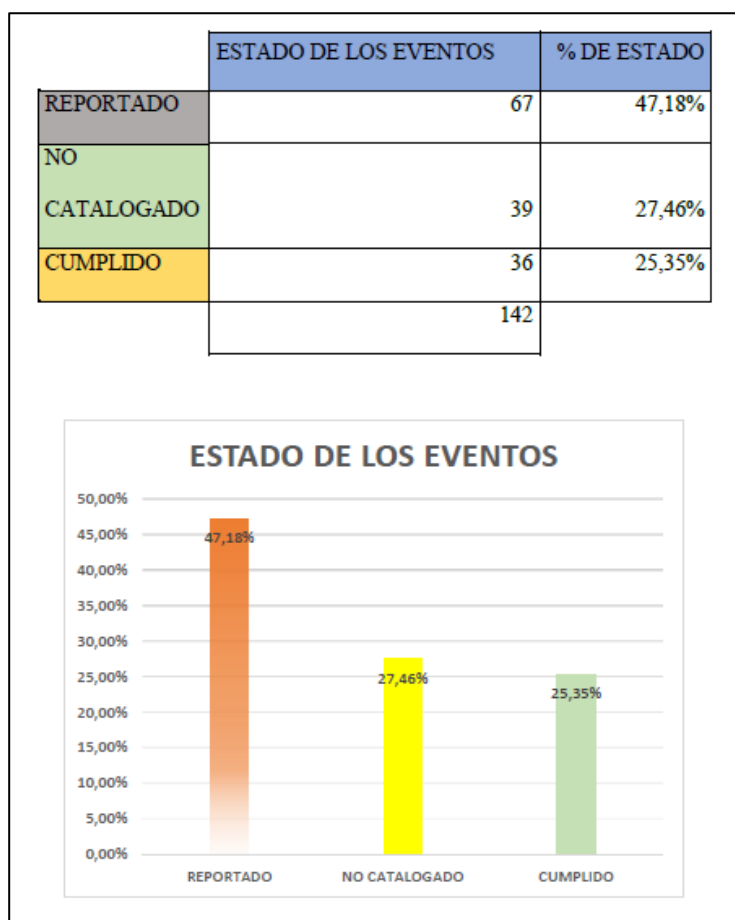 ESTADO DE LOS EVENTOS % DE ESTADO
REPORTADO 67 47,18%
NO
CATALOGADO 39 27,46%
CUMPLIDO 36 25,35%
142
ESTADO DE LOS EVENTOS
50,00%
45,00%
47,18%
40,00%
35,00%
30,00%
25,00%
27,46%
25,35%
20,00%
15,00%
10,00%
5,00%
0,00%
REPORTADO NO CATALOGADO CUMPLIDO